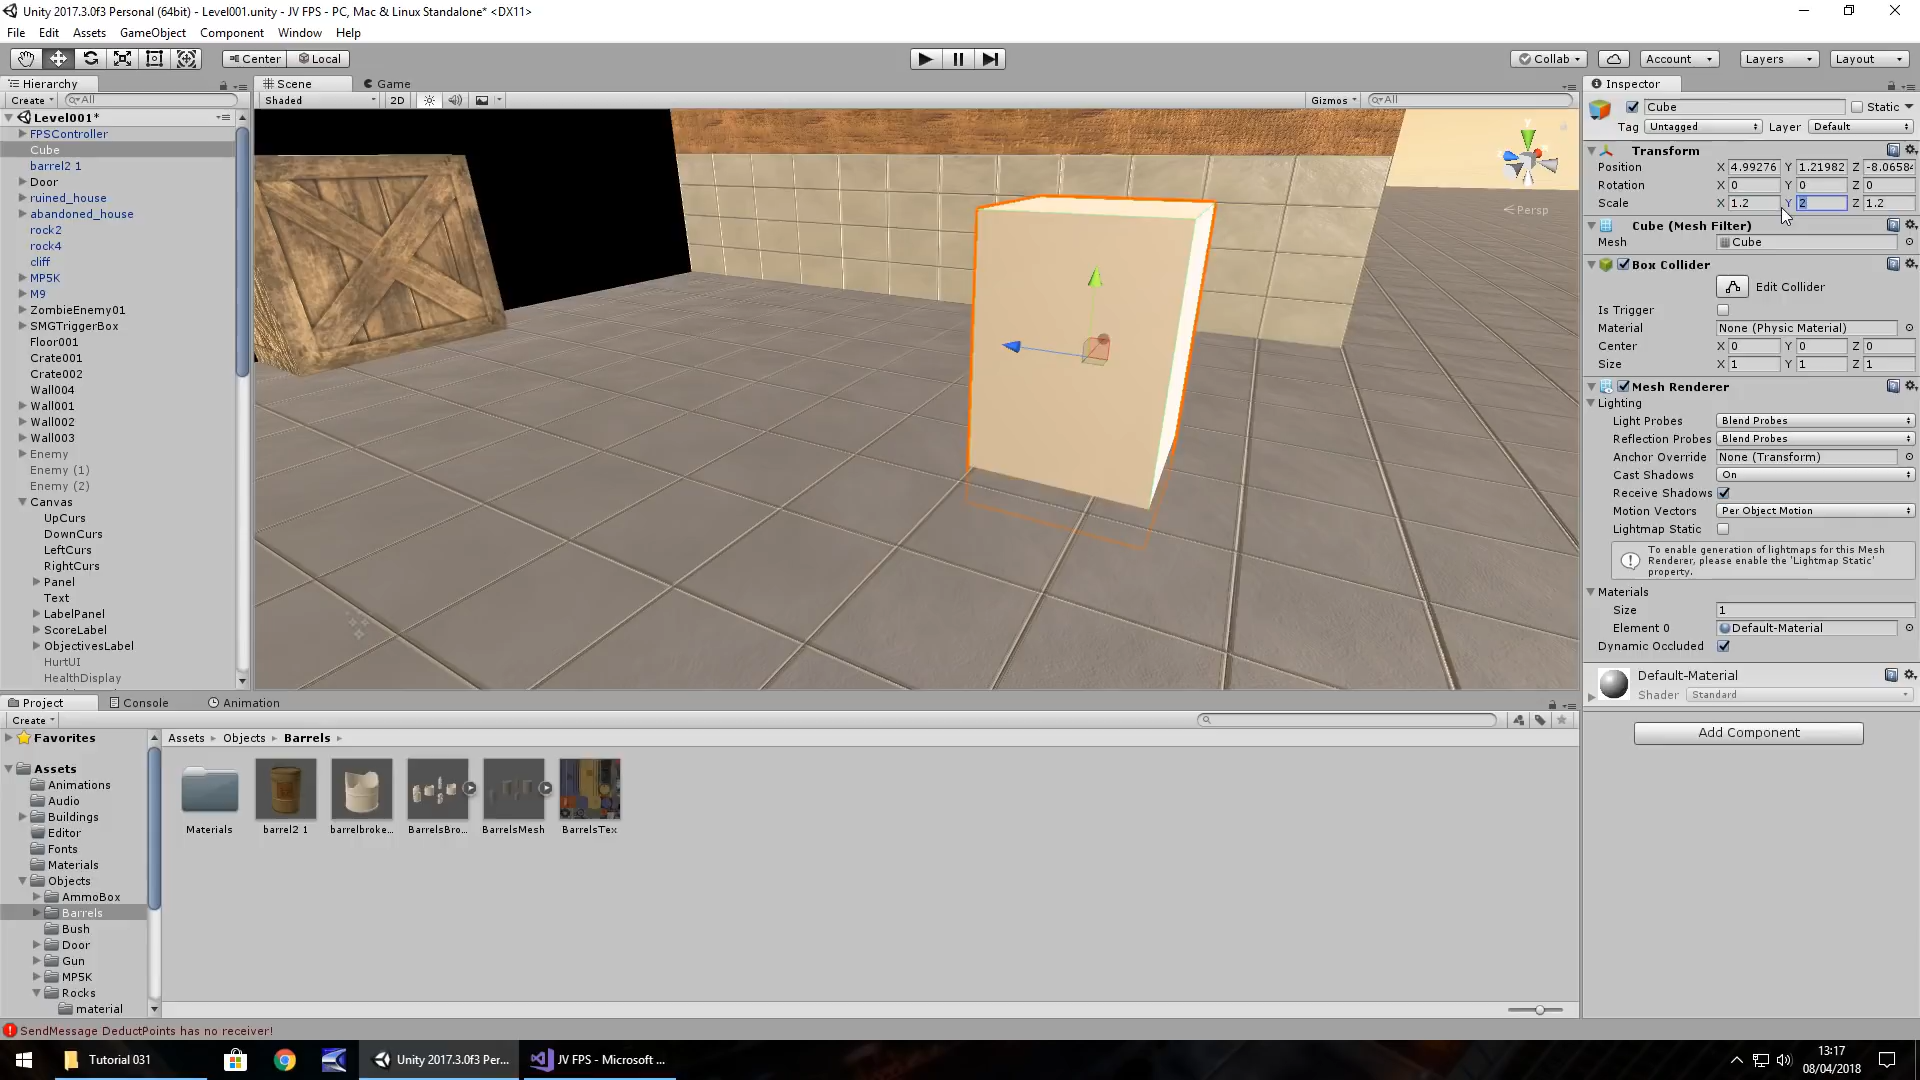 Unity 2017.3.0f3 Personal (64bit) - Level001.unity - JV FPS - PC, Mac & Linux Standalone* <DX11>
File Edit Assets GameObject Component Window Help
Center Local Collab Account Layers Layout
Hierarchy Scene Game Inspector
Create All Shaded 2D Gizmos All
Cube Static
Level001*
Tag Untagged Layer Default
FPSController
Cube
barrel2 1
Door
ruined_house
abandoned_house
rock2
rock4
cliff
MP5K
M9
ZombieEnemy01
SMGTriggerBox
Floor001
Crate001
Crate002
Wall004
Wall001
Wall002
Wall003
Enemy
Enemy (1)
Enemy (2)
Canvas
UpCurs
DownCurs
LeftCurs
RightCurs
Panel
Text
LabelPanel
ScoreLabel
ObjectivesLabel
HurtUI
HealthDisplay
y
Persp
Transform
Position X 4.99276 Y 1.21982 Z -8.0658
Rotation X 0 Y 0 Z 0
Scale X 1.2 Y 2 Z 1.2
Cube (Mesh Filter)
Mesh Cube
Box Collider
Edit Collider
Is Trigger
Material None (Physic Material)
Center X 0 Y 0 Z 0
Size X 1 Y 1 Z 1
Mesh Renderer
Lighting
Light Probes Blend Probes
Reflection Probes Blend Probes
Anchor Override None (Transform)
Cast Shadows On
Receive Shadows
Motion Vectors Per Object Motion
Lightmap Static
To enable generation of lightmaps for this Mesh
Renderer, please enable the 'Lightmap Static'
property.
Materials
Size 1
Element 0 Default-Material
Dynamic Occluded
Default-Material
Shader Standard
Add Component
Project Console Animation
Create
Favorites
Assets
Animations
Audio
Buildings
Editor
Fonts
Materials
Objects
AmmoBox
Barrels
Bush
Door
Gun
MP5K
Rocks
material
Assets Objects Barrels
Materials barrel2 1 barrelbroke... BarrelsBro... BarrelsMesh BarrelsTex
SendMessage DeductPoints has no receiver!
Tutorial 031 Unity 2017.3.0f3 Per... JV FPS - Microsoft ...
13:17
08/04/2018